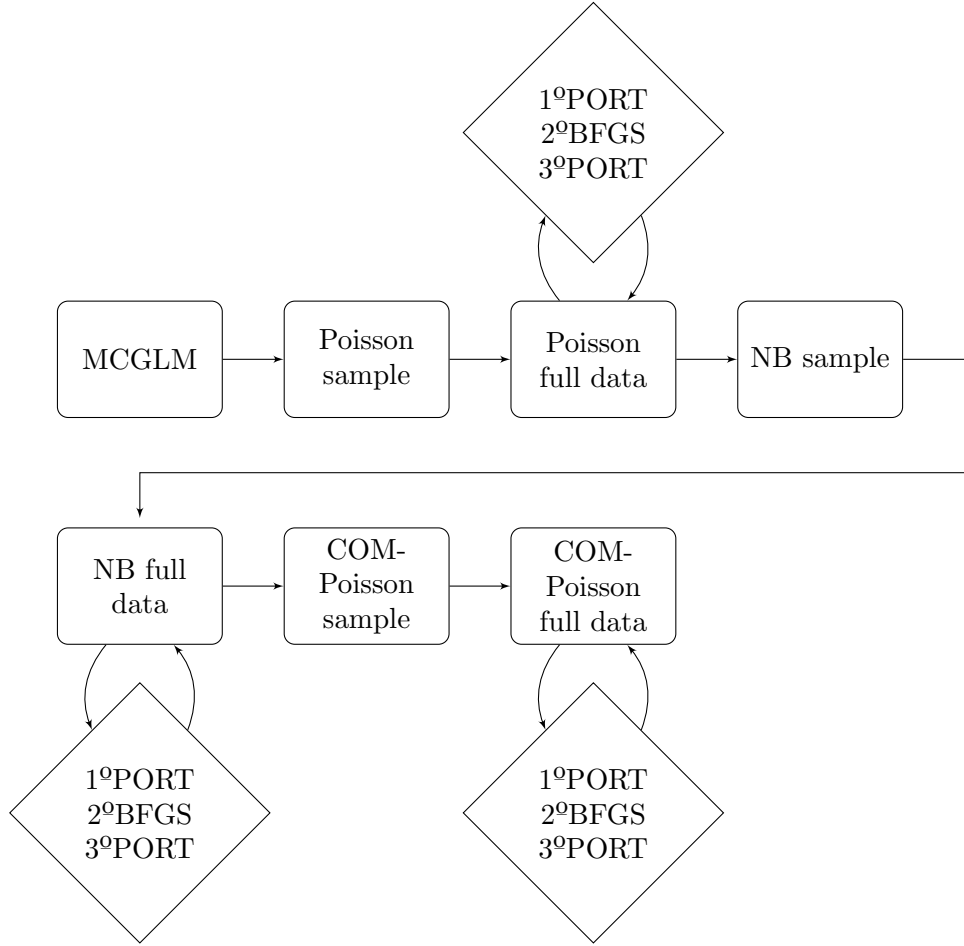 1ºPORT
2ºBFGS
3ºPORT
MCGLM
Poisson
sample
Poisson
full data
NB sample
NB full
data
COM-
Poisson
sample
COM-
Poisson
full data
1ºPORT
2ºBFGS
3ºPORT
1ºPORT
2ºBFGS
3ºPORT